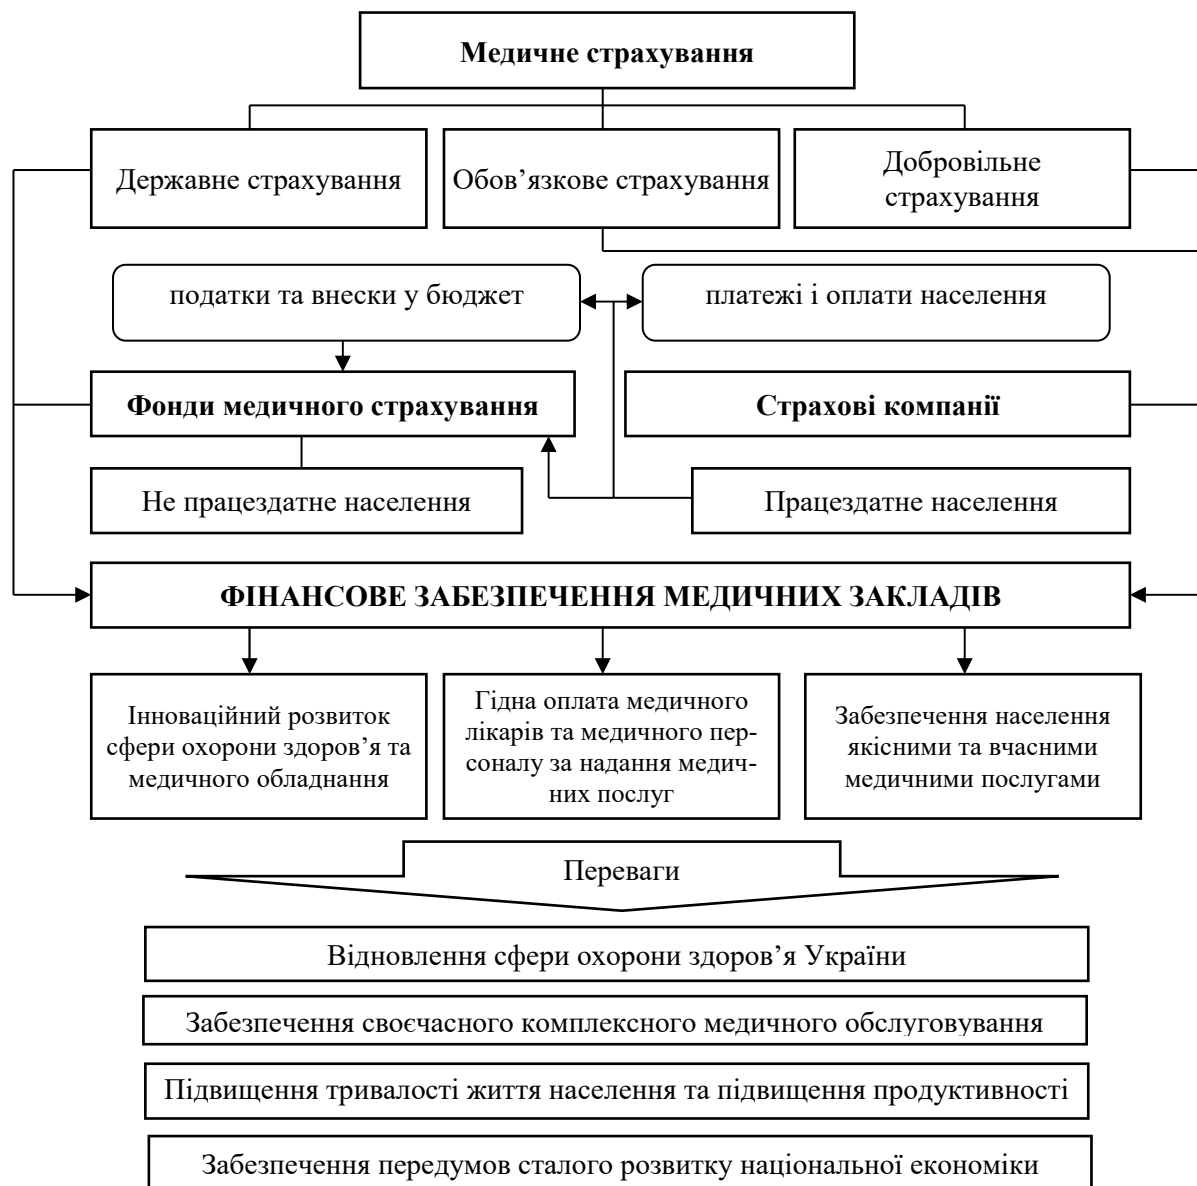 Медичне страхування
Державне страхування
Обов’язкове страхування
Добровільне
страхування
податки та внески у бюджет
платежі і оплати населення
Фонди медичного страхування
Страхові компанії
Не працездатне населення
Працездатне населення
ФІНАНСОВЕ ЗАБЕЗПЕЧЕННЯ МЕДИЧНИХ ЗАКЛАДІВ
Інноваційний розвиток
сфери охорони здоров’я та
медичного обладнання
Гідна оплата медичного
лікарів та медичного пер-
соналу за надання медич-
них послуг
Забезпечення населення
якісними та вчасними
медичними послугами
Переваги
Відновлення сфери охорони здоров’я України
Забезпечення своєчасного комплексного медичного обслуговування
Підвищення тривалості життя населення та підвищення продуктивності
Забезпечення передумов сталого розвитку національної економіки